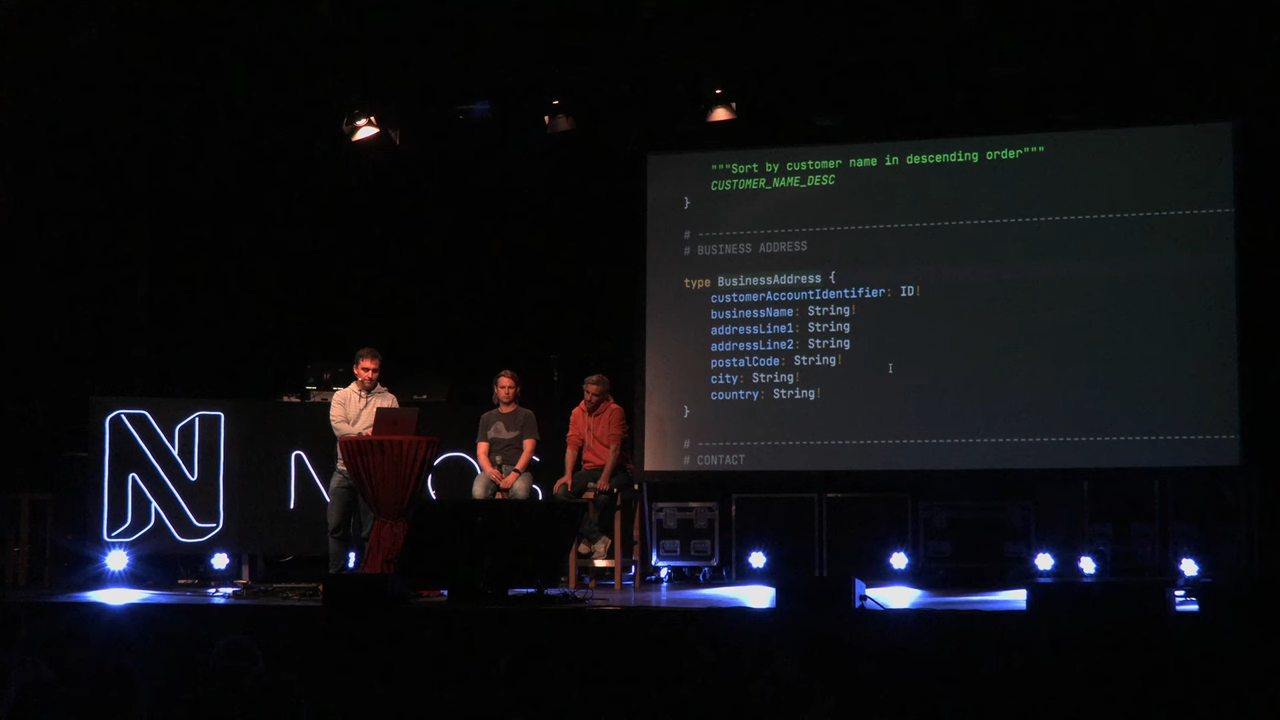 """Sort by customer name in descending order"""
CUSTOMER_NAME_DESC
}
# --------------------------------------------------------------------------------
# BUSINESS ADDRESS
type BusinessAddress {
customerAccountIdentifier: ID!
businessName: String!
addressLine1: String
addressLine2: String
postalCode: String!
city: String!
country: String!
}
# --------------------------------------------------------------------------------
# CONTACT
N